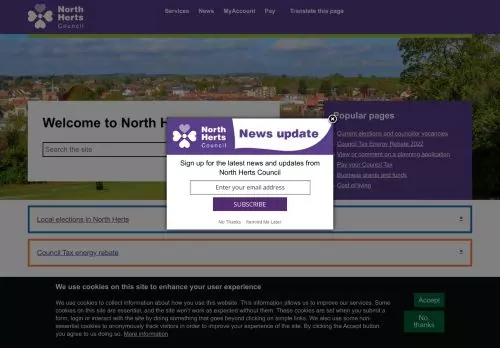 North
Herts
Council
Services News MyAccount Pay Translate this page
Welcome to North H
Search the site
Popular pages
Current elections and councillor vacancies
Council Tax Energy Rebate 2022
View or comment on a planning application
Pay your Council Tax
Business grants and funds
Cost of living
North
Herts
Council
News update
Sign up for the latest news and updates from
North Herts Council
Enter your email address
SUBSCRIBE
No Thanks Remind Me Later
Local elections in North Herts
Council Tax energy rebate
We use cookies on this site to enhance your user experience
We use cookies to collect information about how you use this website. This information allows us to improve our services. Some
cookies on this site are essential, and the site won't work as expected without them. These cookies are set when you submit a
form, login or interact with the site by doing something that goes beyond clicking on simple links. We also use some non-
essential cookies to anonymously track visitors in order to improve your experience of the site. By clicking the Accept button
you agree to us doing so. More information
Accept
No,
thanks